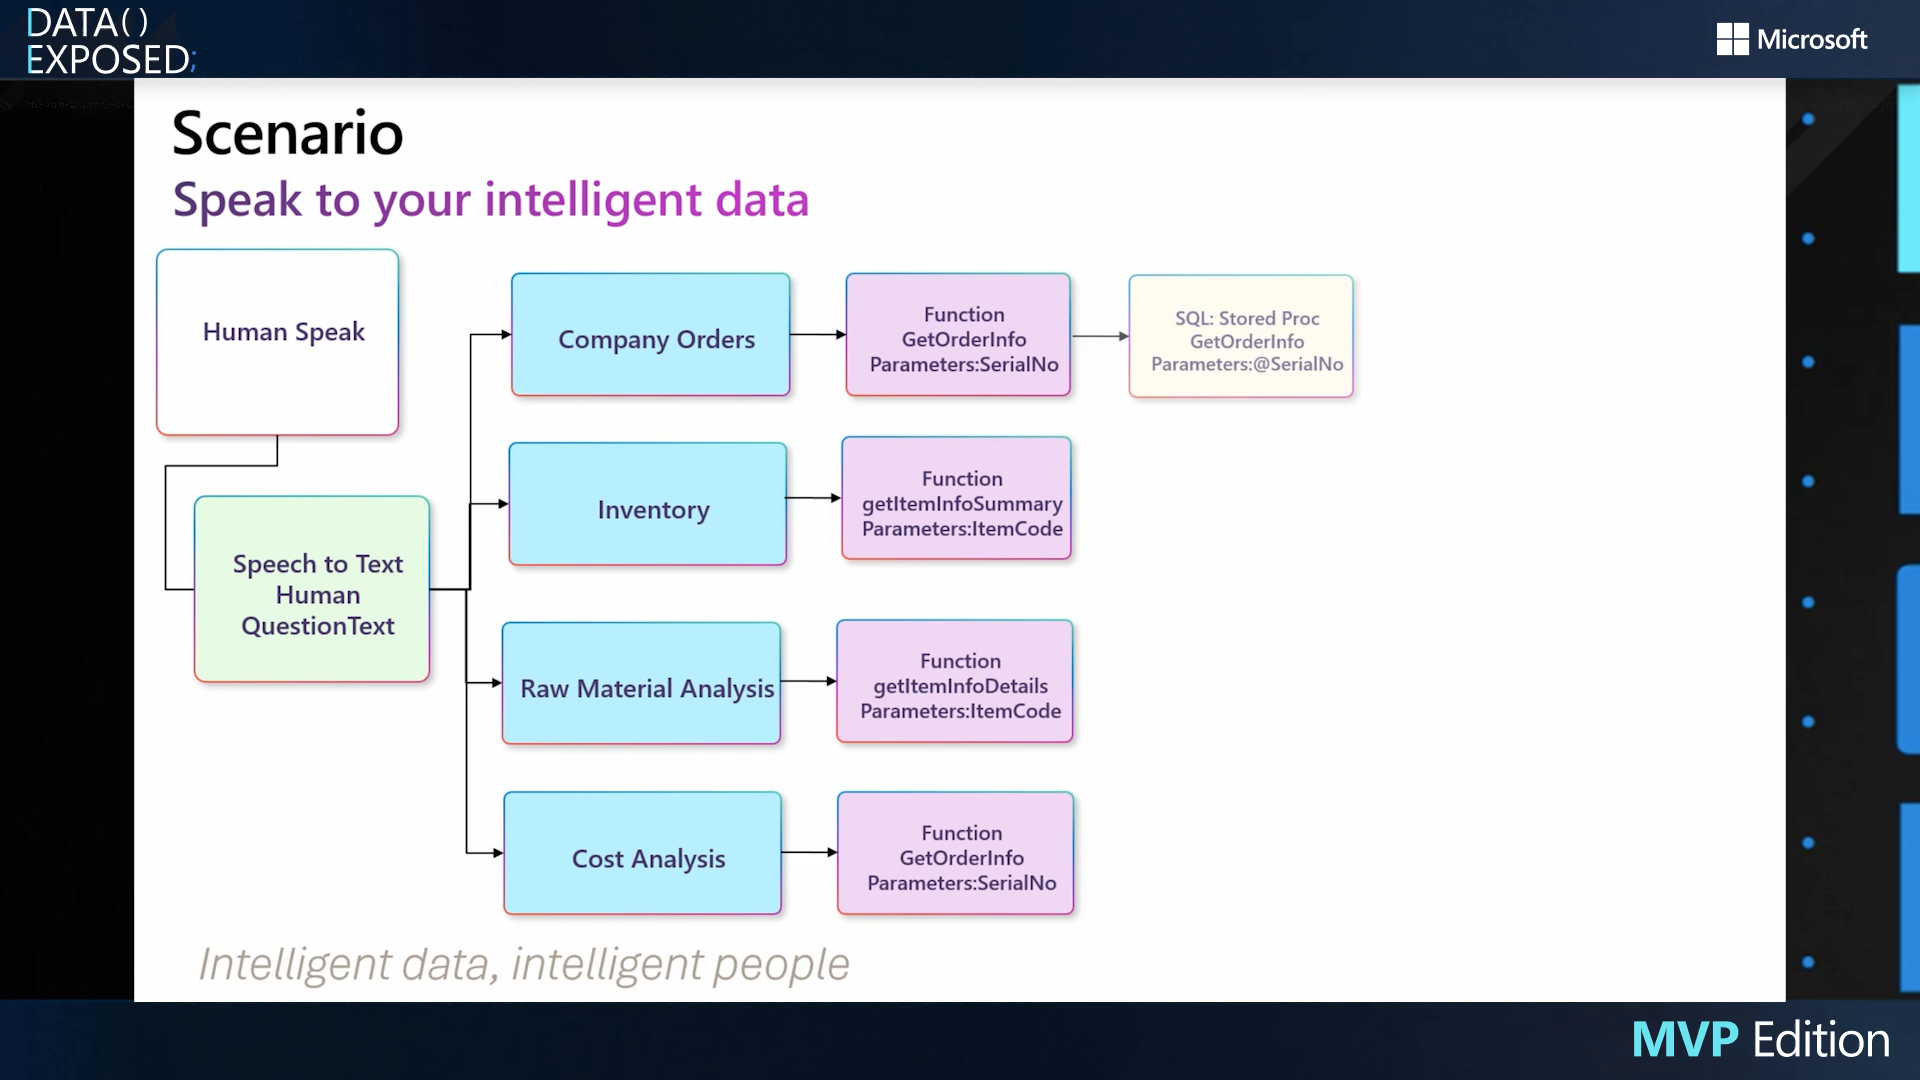 DATA()
EXPOSED;
Microsoft
Scenario
Speak to your intelligent data
Human Speak
Speech to Text
Human
QuestionText
Company Orders
Function
GetOrderInfo
Parameters:SerialNo
SQL: Stored Proc
GetOrderInfo
Parameters:@SerialNo
Inventory
Function
getItemInfoSummary
Parameters:ItemCode
Raw Material Analysis
Function
getItemInfoDetails
Parameters:ItemCode
Cost Analysis
Function
GetOrderInfo
Parameters:SerialNo
Intelligent data, intelligent people
MVP Edition